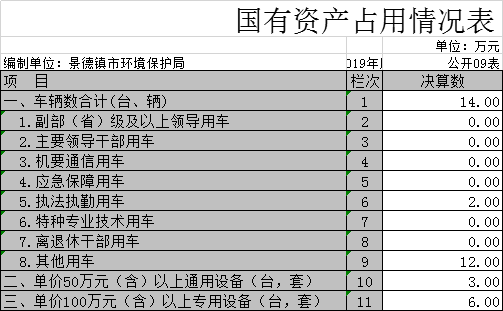 国有资产占用情况表
单位：万元
编制单位：景德镇市环境保护局 019年 公开09表
项 目 栏次 决算数
一、车辆数合计(台、辆) 1 14.00
1.副部（省）级及以上领导用车 2 0.00
2.主要领导干部用车 3 0.00
3.机要通信用车 4 0.00
4.应急保障用车 5 0.00
5.执法执勤用车 6 2.00
6.特种专业技术用车 7 0.00
7.离退休干部用车 8 0.00
8.其他用车 9 12.00
二、单价50万元（含）以上通用设备（台，套） 10 3.00
三、单价100万元（含）以上专用设备（台，套） 11 6.00